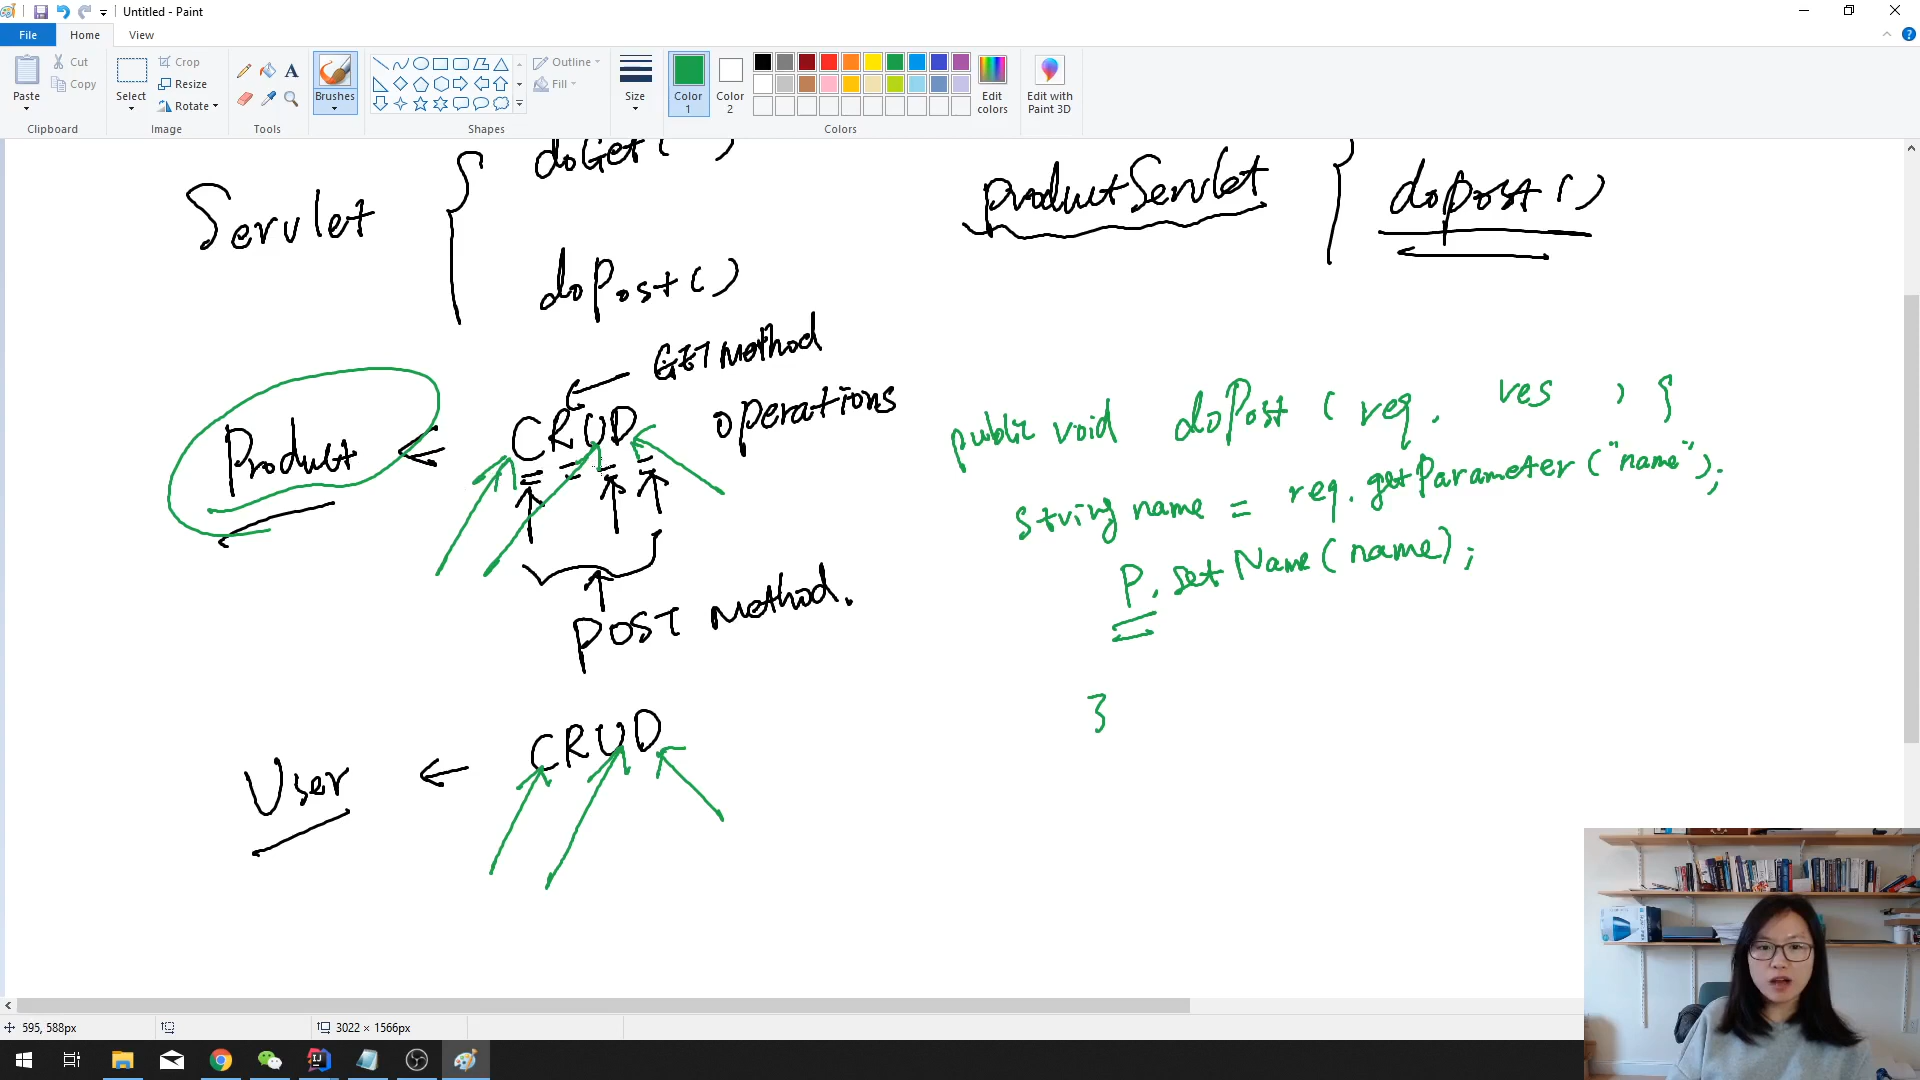 Untitled - Paint
File
Home
View
Paste
Cut
Copy
Clipboard
Select
Crop
Resize
Rotate
Image
Tools
Brushes
Shapes
Outline
Fill
Size
Color 1
Color 2
Edit colors
Colors
Edit with Paint 3D
doGet( )
Servlet
doPost( )
productServlet
dopost()
GET method
Product
CRUD
operations
POST method.
User
CRUD
public void doPost ( req, res ) {
String name = req. getParameter ( "name");
P. set Name ( name) ;
}
595, 588px
3022 × 1566px